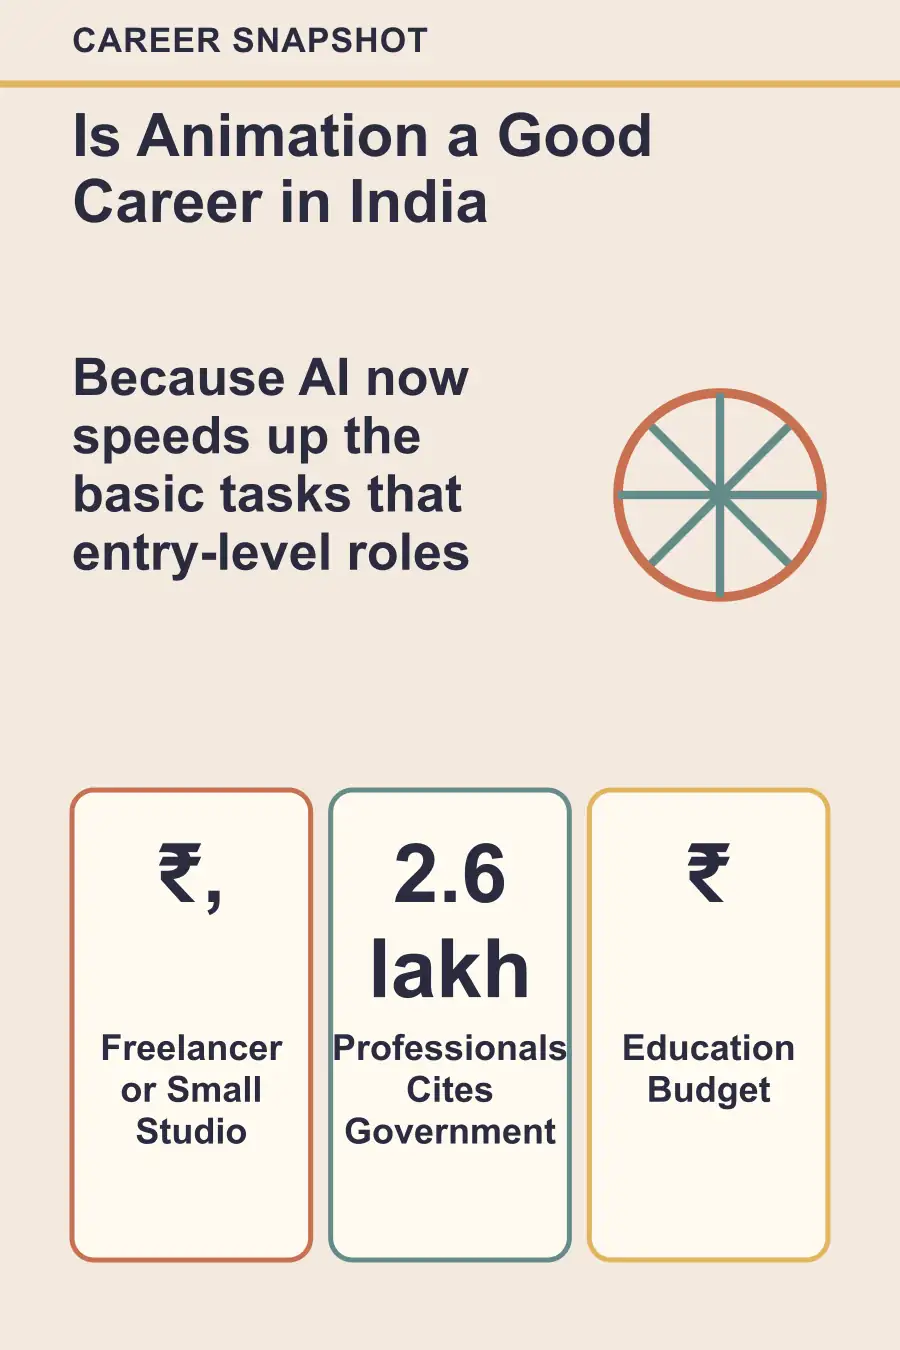 CAREER SNAPSHOT
Is Animation a Good
Career in India
Because AI now
speeds up the
basic tasks that
entry-level roles
₹,
Freelancer
or Small
Studio
2.6
lakh
Professionals
Cites
Government
₹
Education
Budget